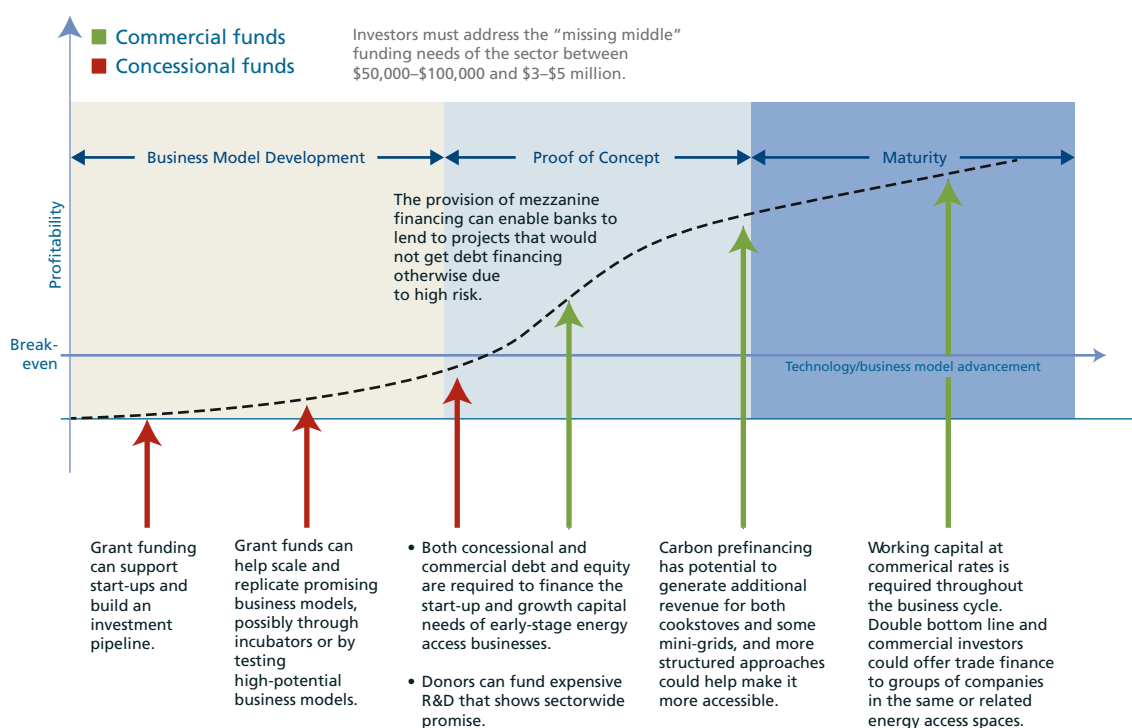 Commercial funds
Concessional funds
Investors must address the “missing middle”
funding needs of the sector between
$50,000–$100,000 and $3–$5 million.
Business Model Development
Proof of Concept
Maturity
The provision of mezzanine
financing can enable banks to
lend to projects that would
not get debt financing
otherwise due
to high risk.
Profitability
Break-
even
Technology/business model advancement
Grant funding
can support
start-ups and
build an
investment
pipeline.
Grant funds can
help scale and
replicate promising
business models,
possibly through
incubators or by
testing
high-potential
business models.
• Both concessional and
commercial debt and equity
are required to finance the
start-up and growth capital
needs of early-stage energy
access businesses.
• Donors can fund expensive
R&D that shows sectorwide
promise.
Carbon prefinancing
has potential to
generate additional
revenue for both
cookstoves and some
mini-grids, and more
structured approaches
could help make it
more accessible.
Working capital at
commerical rates is
required throughout
the business cycle.
Double bottom line and
commercial investors
could offer trade finance
to groups of companies
in the same or related
energy access spaces.